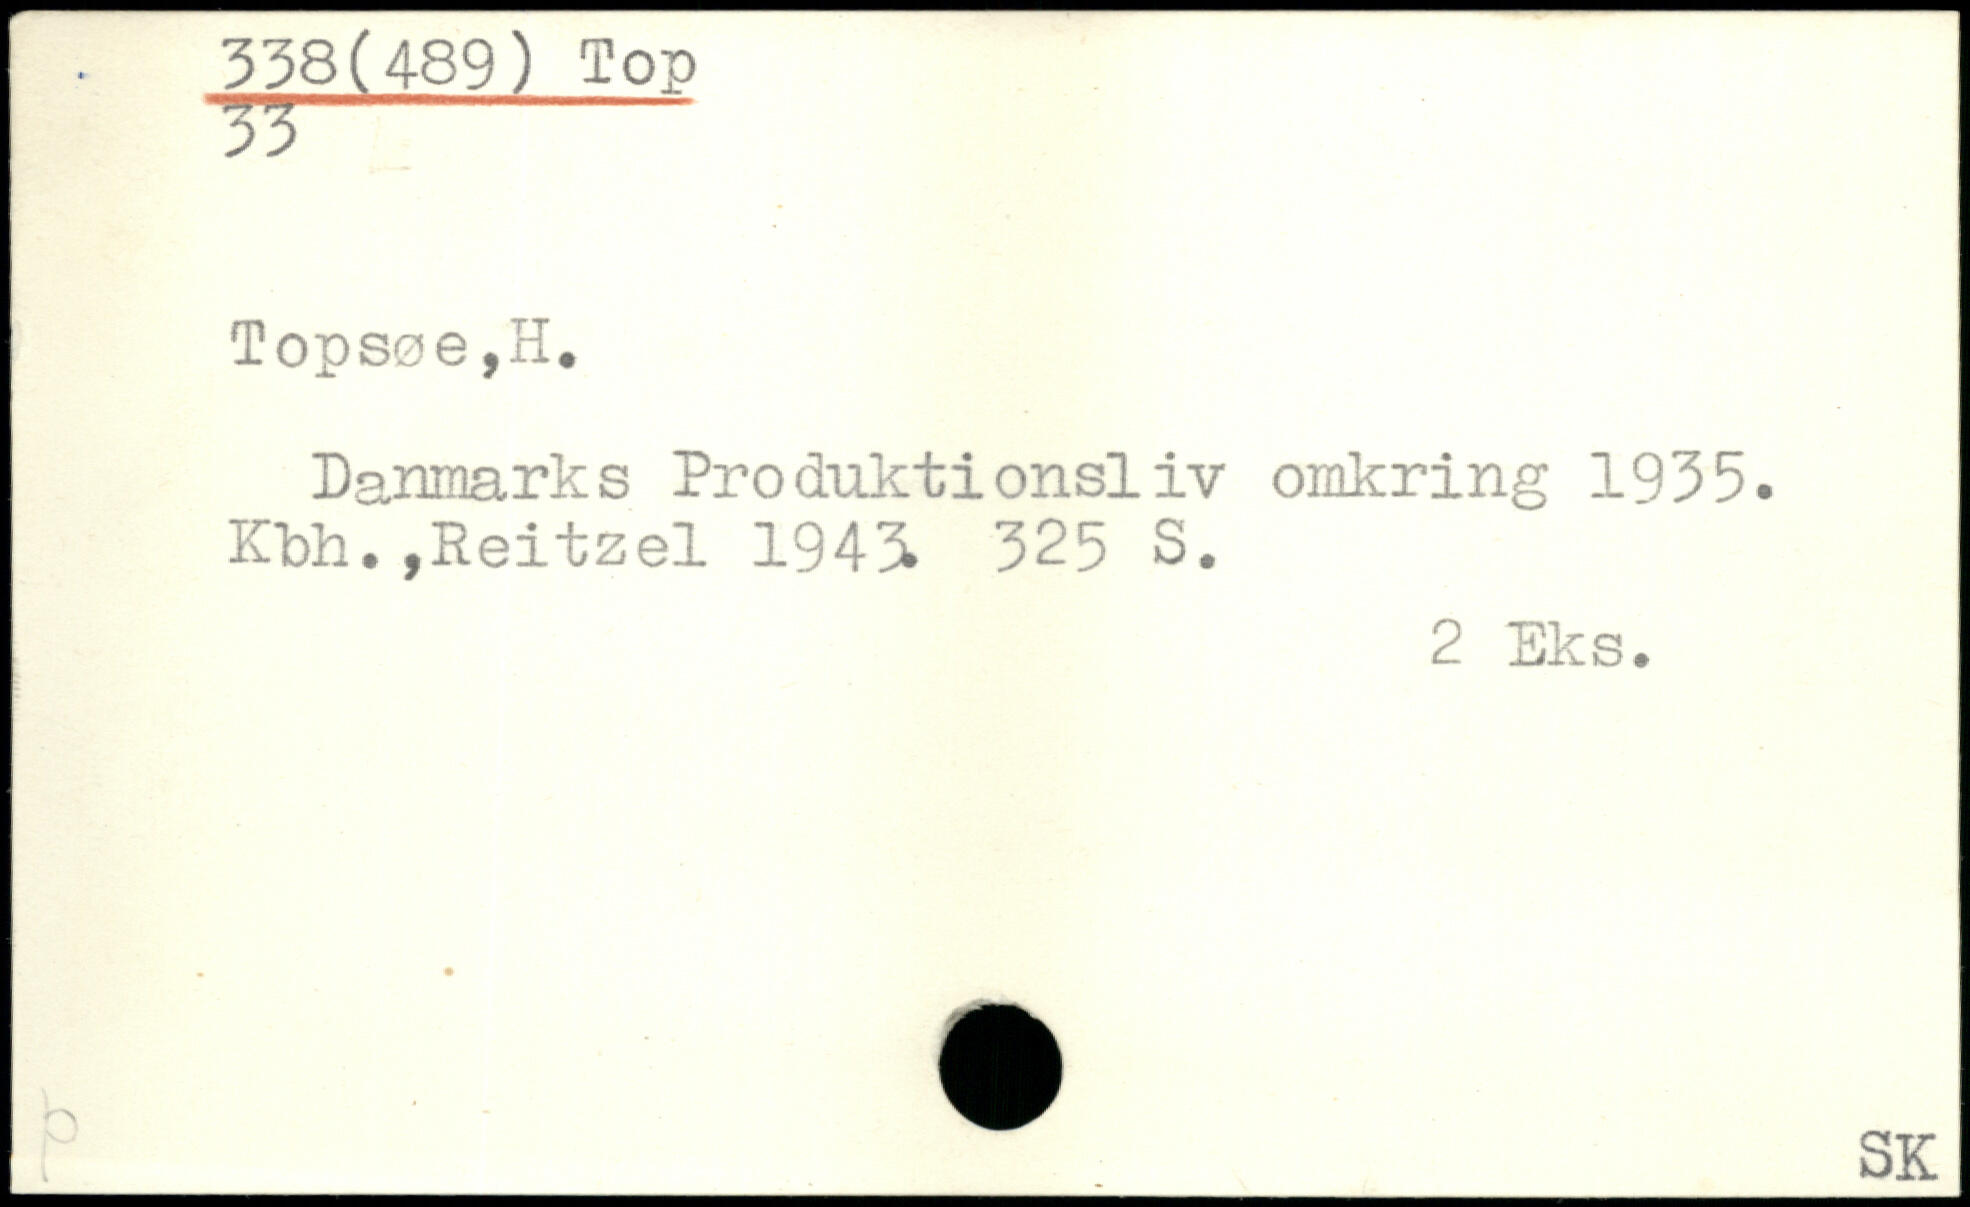 338(489) Top
33
Topsøe,H.
Danmarks Produktionsliv omkring 1935.
Kbh.,Reitzel 1943. 325 S.
2 Eks.
p
SK